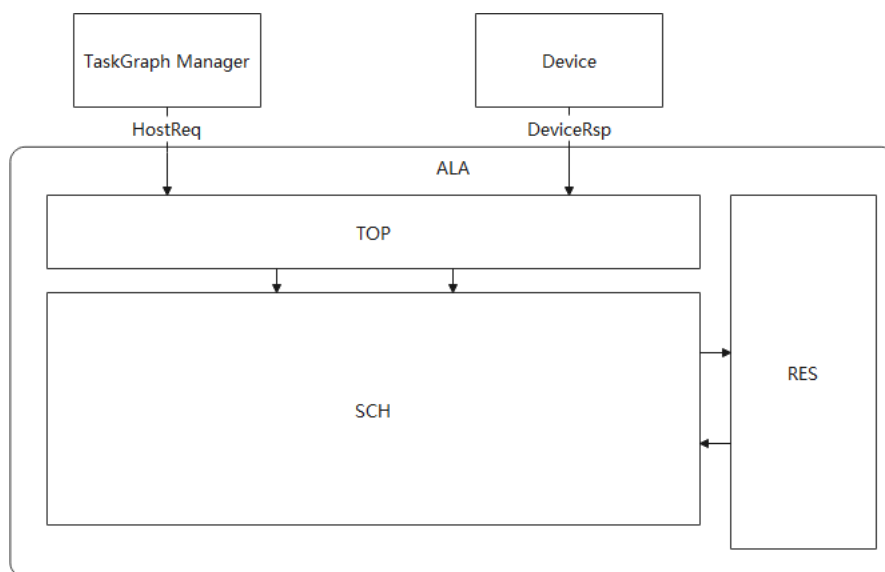 TaskGraph Manager
Device
HostReq
DeviceRsp
ALA
TOP
RES
SCH